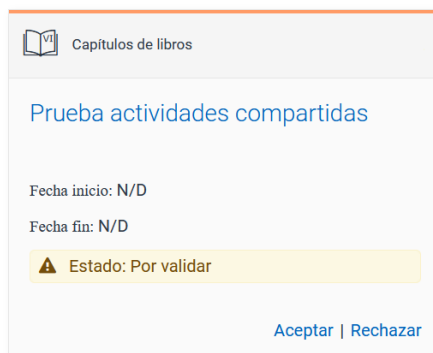 VI
Capítulos de libros
Prueba actividades compartidas
Fecha inicio: N/D
Fecha fin: N/D
Estado: Por validar
Aceptar | Rechazar